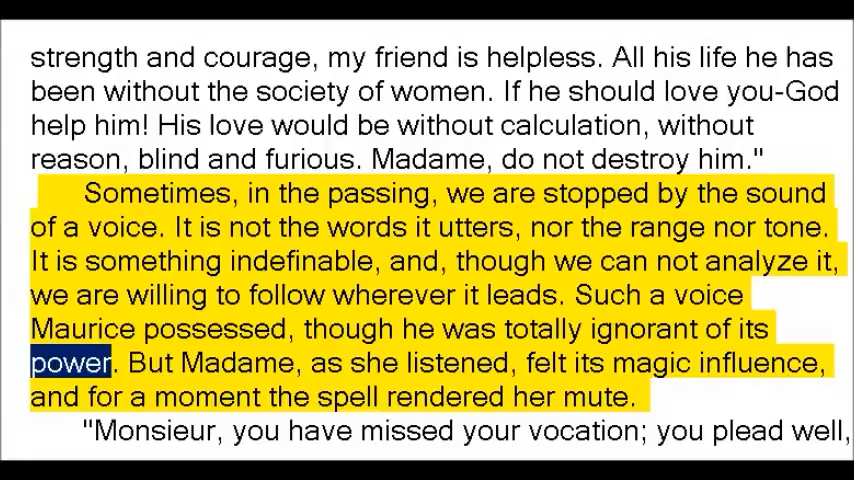 strength and courage, my friend is helpless. All his life he has
been without the society of women. If he should love you-God
help him! His love would be without calculation, without
reason, blind and furious. Madame, do not destroy him."
Sometimes, in the passing, we are stopped by the sound
of a voice. It is not the words it utters, nor the range nor tone.
It is something indefinable, and, though we can not analyze it,
we are willing to follow wherever it leads. Such a voice
Maurice possessed, though he was totally ignorant of its
power. But Madame, as she listened, felt its magic influence,
and for a moment the spell rendered her mute.
"Monsieur, you have missed your vocation; you plead well,